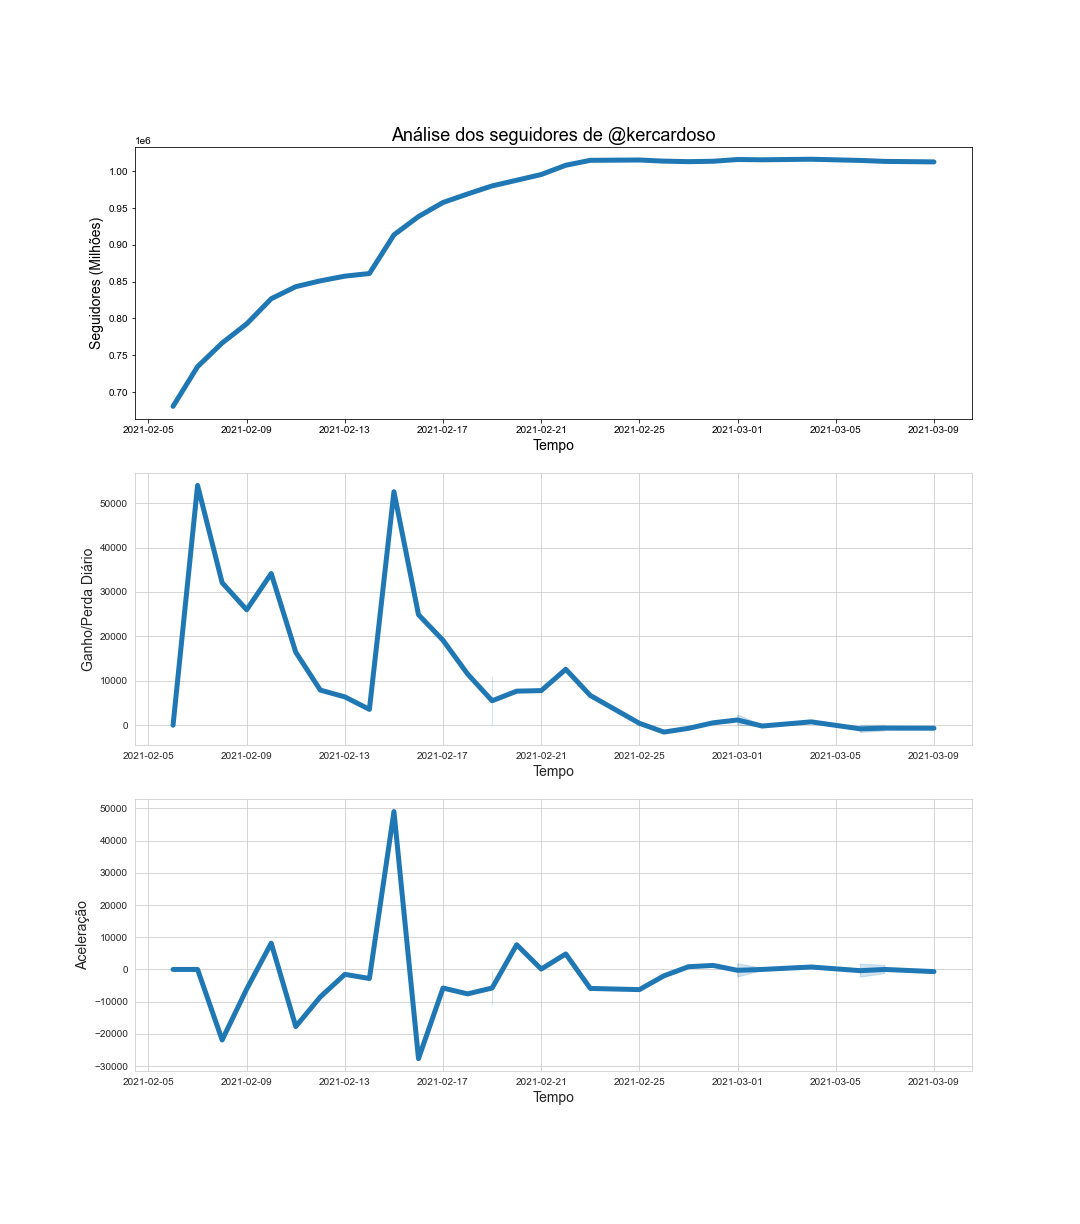 Análise dos seguidores de @kercardoso
1e6
1.00
0.95
0.90
0.85
0.80
0.75
0.70
Seguidores (Milhões)
2021-02-05 2021-02-09 2021-02-13 2021-02-17 2021-02-21 2021-02-25 2021-03-01 2021-03-05 2021-03-09
Tempo
50000
40000
30000
20000
10000
0
Ganho/Perda Diário
2021-02-05 2021-02-09 2021-02-13 2021-02-17 2021-02-21 2021-02-25 2021-03-01 2021-03-05 2021-03-09
Tempo
50000
40000
30000
20000
10000
0
−10000
−20000
−30000
Aceleração
2021-02-05 2021-02-09 2021-02-13 2021-02-17 2021-02-21 2021-02-25 2021-03-01 2021-03-05 2021-03-09
Tempo